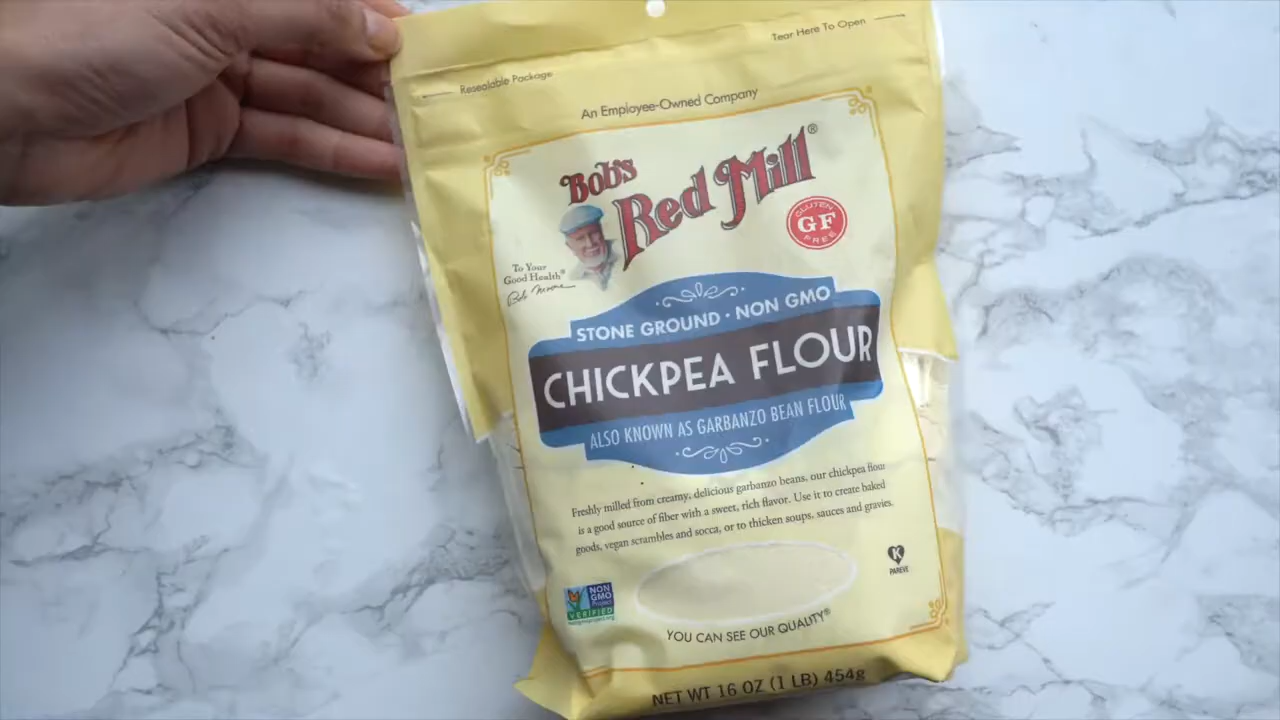 Tear Here To Open
Resealable Package
An Employee-Owned Company
Bob's
Red Mill®
GLUTEN
GF
FREE
To Your
Good Health®
Bob Moore
STONE GROUND · NON GMO
CHICKPEA FLOUR
ALSO KNOWN AS GARBANZO BEAN FLOUR
Freshly milled from creamy, delicious garbanzo beans, our chickpea flour
is a good source of fiber with a sweet, rich flavor. Use it to create baked
goods, vegan scrambles and socca, or to thicken soups, sauces and gravies.
K
PAREVE
NON
GMO
Project
VERIFIED
nongmoproject.org
YOU CAN SEE OUR QUALITY®
NET WT 16 OZ (1 LB) 454g